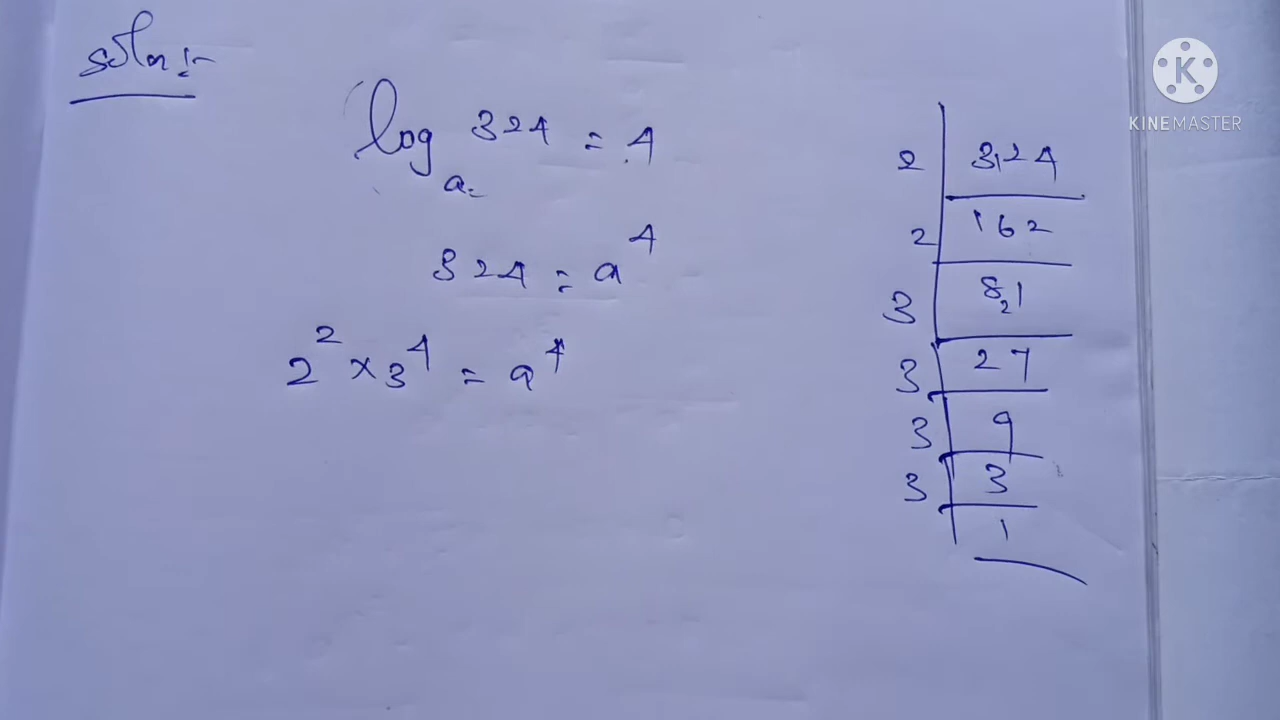 soln:-
log_a 324 = 4
324 = a^4
2^2 × 3^4 = a^4
2 | 324
2 | 162
3 | 81
3 | 27
3 | 9
3 | 3
1
K
KINEMASTER